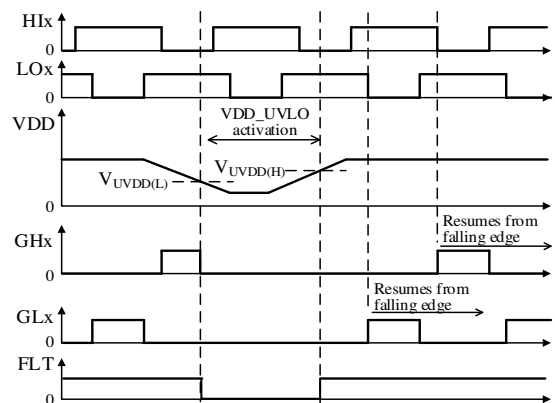 HIx
0
LOx
0
VDD_UVLO
activation
VDD
VUVDD(L)
VUVDD(H)
0
Resumes from
falling edge
GHx
0
Resumes from
falling edge
GLx
0
FLT
0